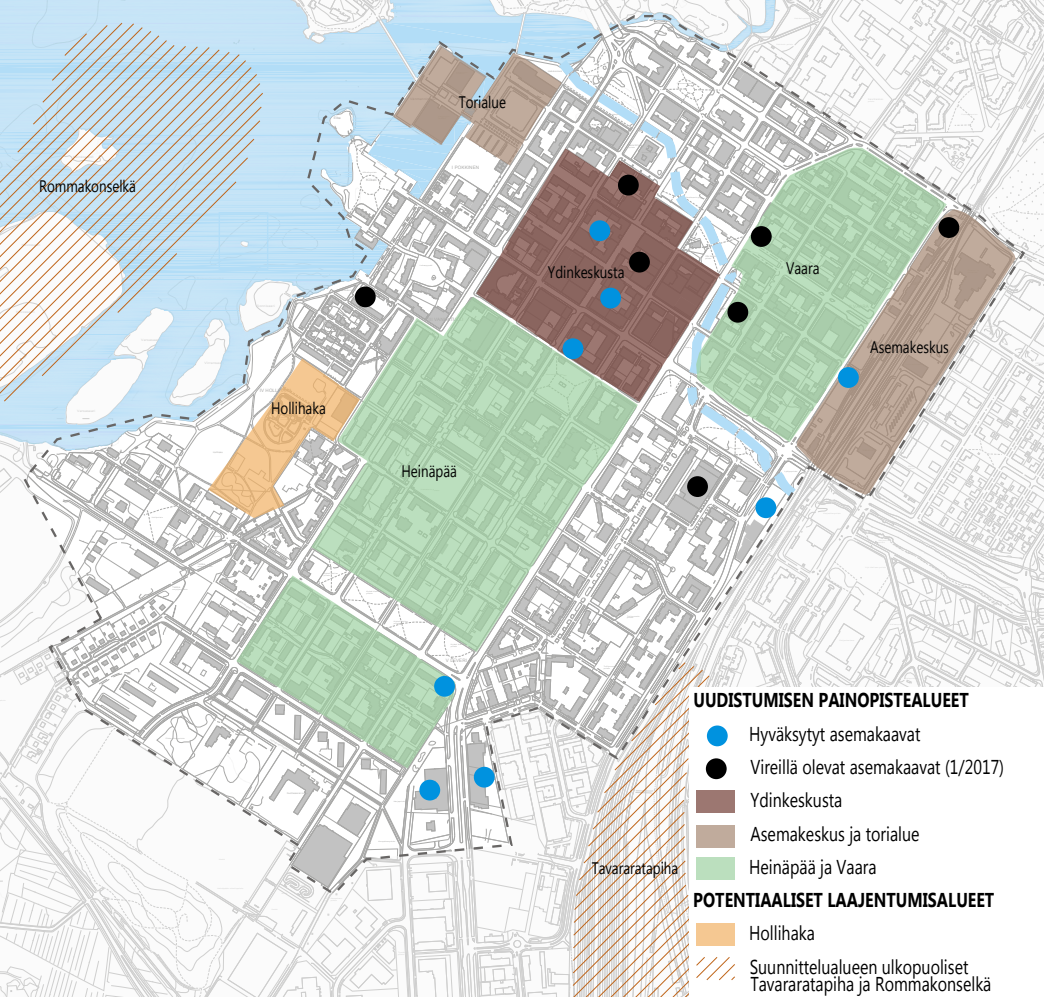 Torialue
Rommakonselkä
Ydinkeskusta
Vaara
Asemakeskus
Hollihaka
Heinäpää
Tavararatapiha
UUDISTUMISEN PAINOPISTEALUEET
Hyväksytyt asemakaavat
Vireillä olevat asemakaavat (1/2017)
Ydinkeskusta
Asemakeskus ja torialue
Heinäpää ja Vaara
POTENTIAALISET LAAJENTUMISALUEET
Hollihaka
Suunnittelualueen ulkopuoliset
Tavararatapiha ja Rommakonselkä